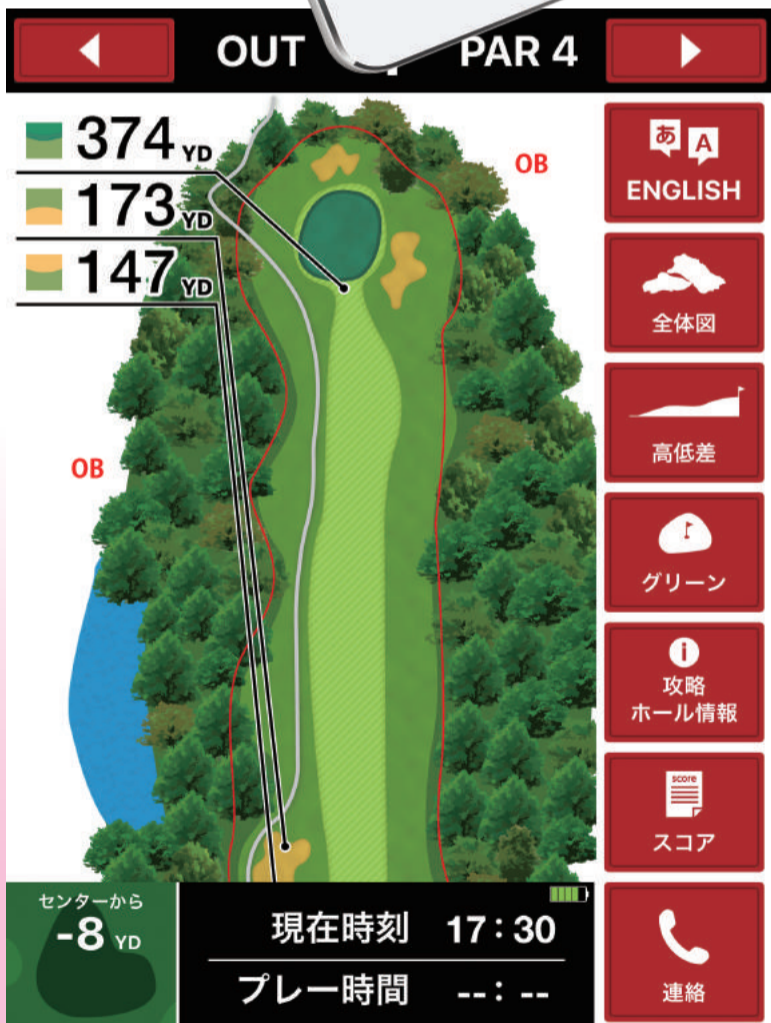 OUT PAR 4
374 YD
173 YD
147 YD
OB
OB
あ A
ENGLISH
全体図
高低差
グリーン
i
攻略
ホール情報
score
スコア
連絡
センターから
-8 YD
現在時刻 17:30
プレー時間 --:--